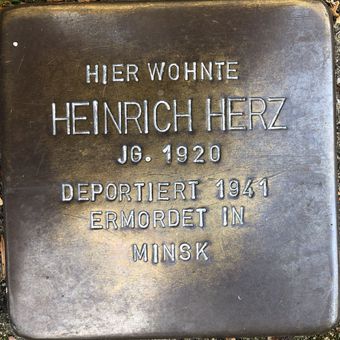 HIER WOHNTE
HEINRICH HERZ
JG. 1920
DEPORTIERT 1941
ERMORDET IN
MINSK